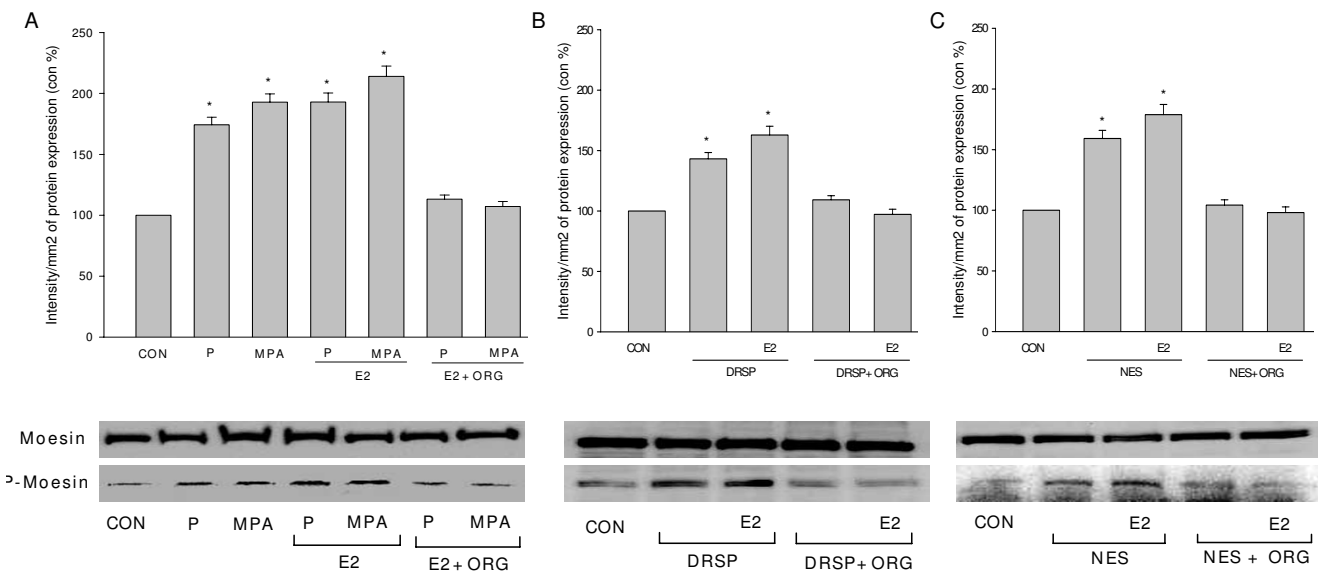 A
Intensity/mm2 of protein expression (con %)
250
200
150
100
50
0
*
*
*
*
CON P MPA P MPA P MPA
E2 E2+ORG
B
Intensity/mm2 of protein expression (con %)
250
200
150
100
50
0
*
*
E2 E2
CON
DRSP DRSP+ORG
C
Intensity/mm2 of protein expression (con %)
250
200
150
100
50
0
*
*
E2 E2
CON
NES NES+ORG
Moesin
P-Moesin
CON P MPA P MPA P MPA
E2 E2+ORG
CON E2 E2
DRSP DRSP+ORG
CON E2 E2
NES NES + ORG